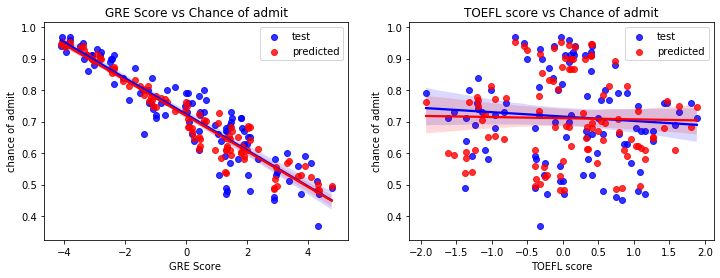 GRE Score vs Chance of admit
test
predicted
chance of admit
1.0
0.9
0.8
0.7
0.6
0.5
0.4
−4
−2
0
2
4
GRE Score
TOEFL score vs Chance of admit
test
predicted
chance of admit
1.0
0.9
0.8
0.7
0.6
0.5
0.4
−2.0
−1.5
−1.0
−0.5
0.0
0.5
1.0
1.5
2.0
TOEFL score